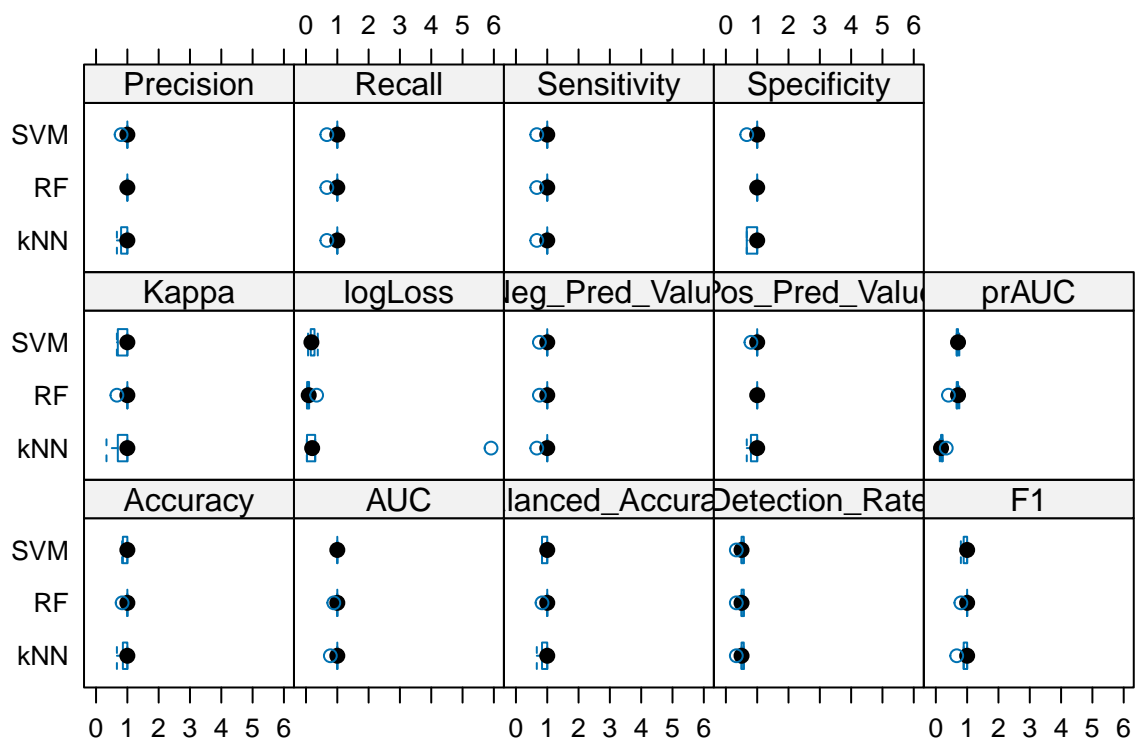 0 1 2 3 4 5 6 0 1 2 3 4 5 6
Precision Recall Sensitivity Specificity
SVM
RF
kNN
Kappa logLoss Neg_Pred_Valu Pos_Pred_Value prAUC
SVM
RF
kNN
Accuracy AUC lanced_Accura Detection_Rate F1
SVM
RF
kNN
0 1 2 3 4 5 6 0 1 2 3 4 5 6 0 1 2 3 4 5 6